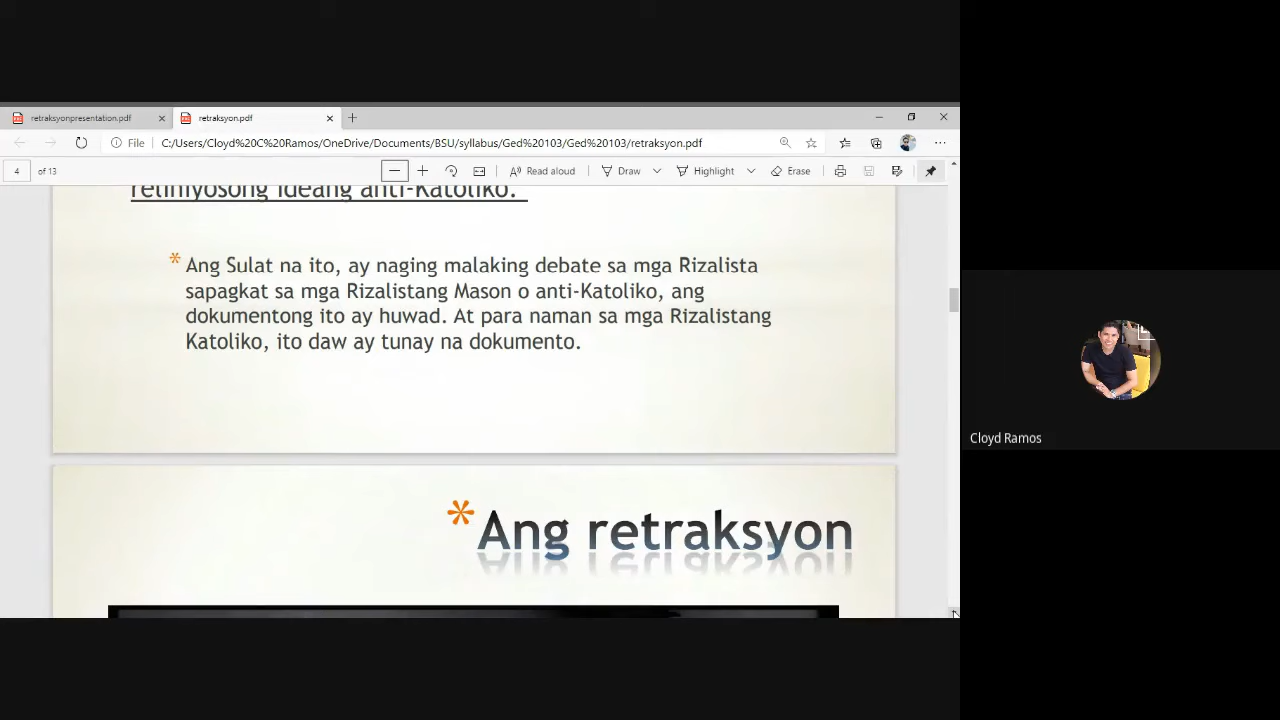 retraksyonpresentation.pdf
retraksyon.pdf
File
C:/Users/Cloyd%20C%20Ramos/OneDrive/Documents/BSU/syllabus/Ged%20103/Ged%20103/retraksyon.pdf
4 of 13
Read aloud
Draw
Highlight
Erase
ideang anti-Katoliko.
* Ang Sulat na ito, ay naging malaking debate sa mga Rizalista
sapagkat sa mga Rizalistang Mason o anti-Katoliko, ang
dokumentong ito ay huwad. At para naman sa mga Rizalistang
Katoliko, ito daw ay tunay na dokumento.
*Ang retraksyon
Cloyd Ramos